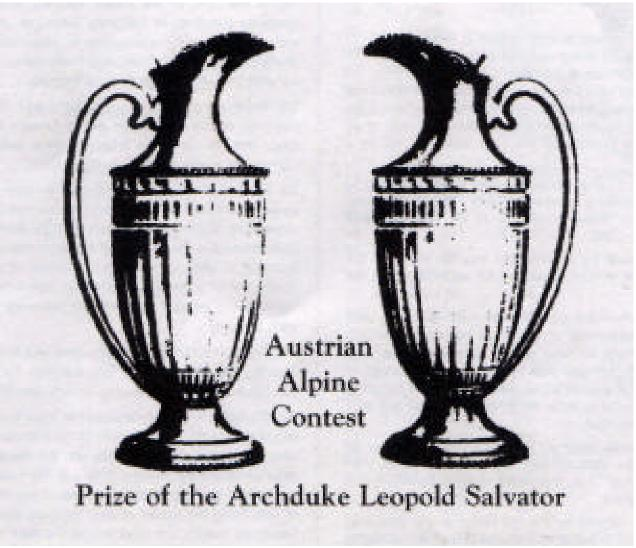 Austrian
Alpine
Contest
Prize of the Archduke Leopold Salvator